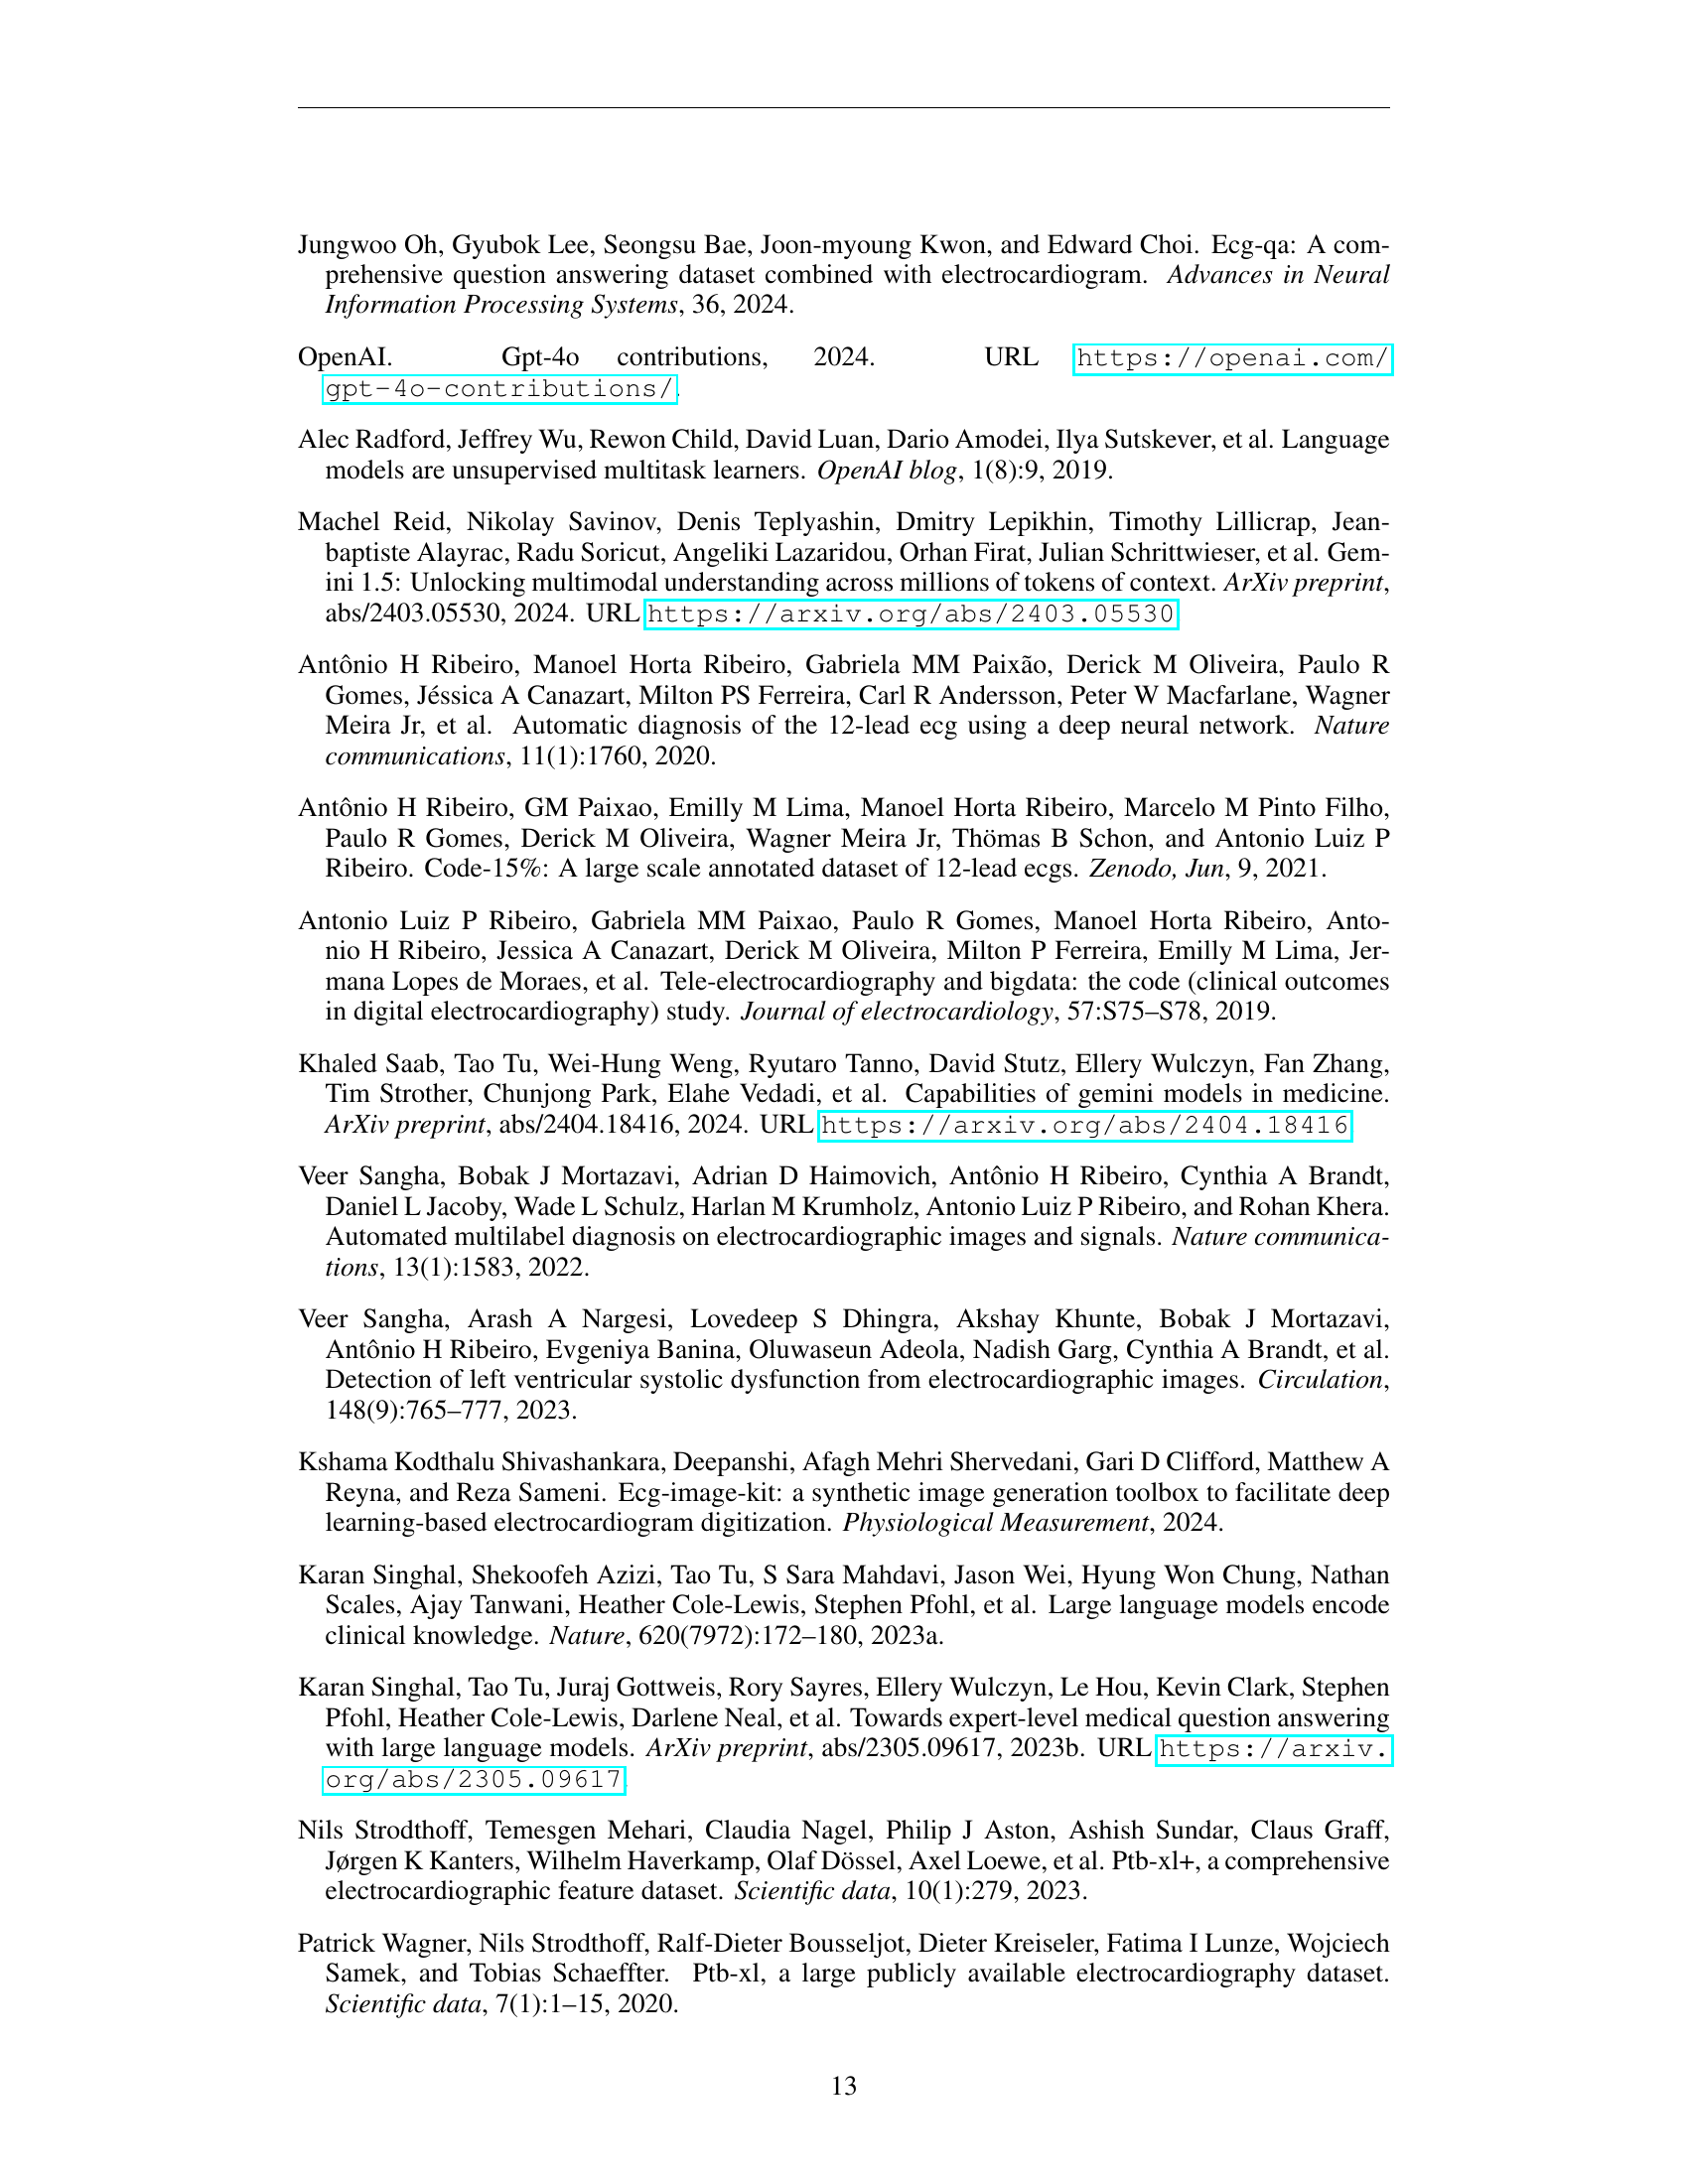 Jungwoo Oh, Gyubok Lee, Seongsu Bae, Joon-myoung Kwon, and Edward Choi. Ecg-qa: A com-
prehensive question answering dataset combined with electrocardiogram. Advances in Neural
Information Processing Systems, 36, 2024.
OpenAI. Gpt-4o contributions, 2024. URL https://openai.com/
gpt-4o-contributions/.
Alec Radford, Jeffrey Wu, Rewon Child, David Luan, Dario Amodei, Ilya Sutskever, et al. Language
models are unsupervised multitask learners. OpenAI blog, 1(8):9, 2019.
Machel Reid, Nikolay Savinov, Denis Teplyashin, Dmitry Lepikhin, Timothy Lillicrap, Jean-
baptiste Alayrac, Radu Soricut, Angeliki Lazaridou, Orhan Firat, Julian Schrittwieser, et al. Gem-
ini 1.5: Unlocking multimodal understanding across millions of tokens of context. ArXiv preprint,
abs/2403.05530, 2024. URL https://arxiv.org/abs/2403.05530
Antônio H Ribeiro, Manoel Horta Ribeiro, Gabriela MM Paixão, Derick M Oliveira, Paulo R
Gomes, Jéssica A Canazart, Milton PS Ferreira, Carl R Andersson, Peter W Macfarlane, Wagner
Meira Jr, et al. Automatic diagnosis of the 12-lead ecg using a deep neural network. Nature
communications, 11(1):1760, 2020.
Antônio H Ribeiro, GM Paixao, Emilly M Lima, Manoel Horta Ribeiro, Marcelo M Pinto Filho,
Paulo R Gomes, Derick M Oliveira, Wagner Meira Jr, Thömas B Schon, and Antonio Luiz P
Ribeiro. Code-15%: A large scale annotated dataset of 12-lead ecgs. Zenodo, Jun, 9, 2021.
Antonio Luiz P Ribeiro, Gabriela MM Paixao, Paulo R Gomes, Manoel Horta Ribeiro, Anto-
nio H Ribeiro, Jessica A Canazart, Derick M Oliveira, Milton P Ferreira, Emilly M Lima, Jer-
mana Lopes de Moraes, et al. Tele-electrocardiography and bigdata: the code (clinical outcomes
in digital electrocardiography) study. Journal of electrocardiology, 57:S75–S78, 2019.
Khaled Saab, Tao Tu, Wei-Hung Weng, Ryutaro Tanno, David Stutz, Ellery Wulczyn, Fan Zhang,
Tim Strother, Chunjong Park, Elahe Vedadi, et al. Capabilities of gemini models in medicine.
ArXiv preprint, abs/2404.18416, 2024. URL https://arxiv.org/abs/2404.18416
Veer Sangha, Bobak J Mortazavi, Adrian D Haimovich, Antônio H Ribeiro, Cynthia A Brandt,
Daniel L Jacoby, Wade L Schulz, Harlan M Krumholz, Antonio Luiz P Ribeiro, and Rohan Khera.
Automated multilabel diagnosis on electrocardiographic images and signals. Nature communica-
tions, 13(1):1583, 2022.
Veer Sangha, Arash A Nargesi, Lovedeep S Dhingra, Akshay Khunte, Bobak J Mortazavi,
Antônio H Ribeiro, Evgeniya Banina, Oluwaseun Adeola, Nadish Garg, Cynthia A Brandt, et al.
Detection of left ventricular systolic dysfunction from electrocardiographic images. Circulation,
148(9):765–777, 2023.
Kshama Kodthalu Shivashankara, Deepanshi, Afagh Mehri Shervedani, Gari D Clifford, Matthew A
Reyna, and Reza Sameni. Ecg-image-kit: a synthetic image generation toolbox to facilitate deep
learning-based electrocardiogram digitization. Physiological Measurement, 2024.
Karan Singhal, Shekoofeh Azizi, Tao Tu, S Sara Mahdavi, Jason Wei, Hyung Won Chung, Nathan
Scales, Ajay Tanwani, Heather Cole-Lewis, Stephen Pfohl, et al. Large language models encode
clinical knowledge. Nature, 620(7972):172–180, 2023a.
Karan Singhal, Tao Tu, Juraj Gottweis, Rory Sayres, Ellery Wulczyn, Le Hou, Kevin Clark, Stephen
Pfohl, Heather Cole-Lewis, Darlene Neal, et al. Towards expert-level medical question answering
with large language models. ArXiv preprint, abs/2305.09617, 2023b. URL https://arxiv.
org/abs/2305.09617
Nils Strodthoff, Temesgen Mehari, Claudia Nagel, Philip J Aston, Ashish Sundar, Claus Graff,
Jørgen K Kanters, Wilhelm Haverkamp, Olaf Dössel, Axel Loewe, et al. Ptb-xl+, a comprehensive
electrocardiographic feature dataset. Scientific data, 10(1):279, 2023.
Patrick Wagner, Nils Strodthoff, Ralf-Dieter Bousseljot, Dieter Kreiseler, Fatima I Lunze, Wojciech
Samek, and Tobias Schaeffter. Ptb-xl, a large publicly available electrocardiography dataset.
Scientific data, 7(1):1–15, 2020.
13